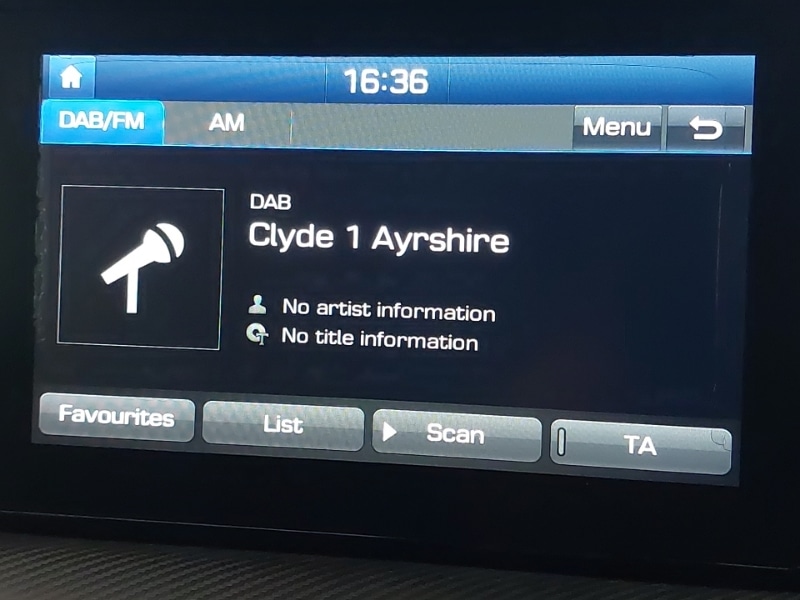 16:36
DAB/FM AM Menu
DAB
Clyde 1 Ayrshire
No artist information
No title information
Favourites List Scan TA